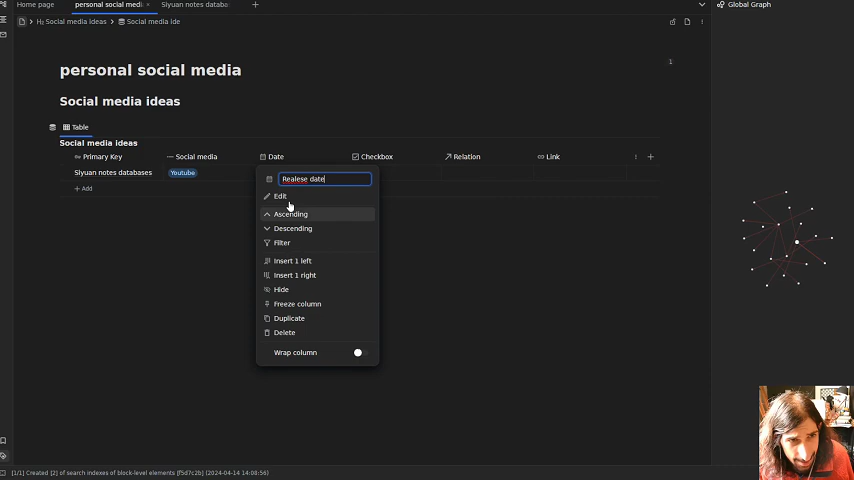 Home page
personal social medi
Siyuan notes databa
Global Graph
H₂ Social media ideas > Social media ide
personal social media
1
Social media ideas
Table
Social media ideas
Primary Key Social media Date Checkbox Relation Link
Siyuan notes databases Youtube
+ Add
Realese date
Edit
Ascending
Descending
Filter
Insert 1 left
Insert 1 right
Hide
Freeze column
Duplicate
Delete
Wrap column
[1/1] Created [2] of search indexes of block-level elements [f5d7c2b] (2024-04-14 14:08:56)